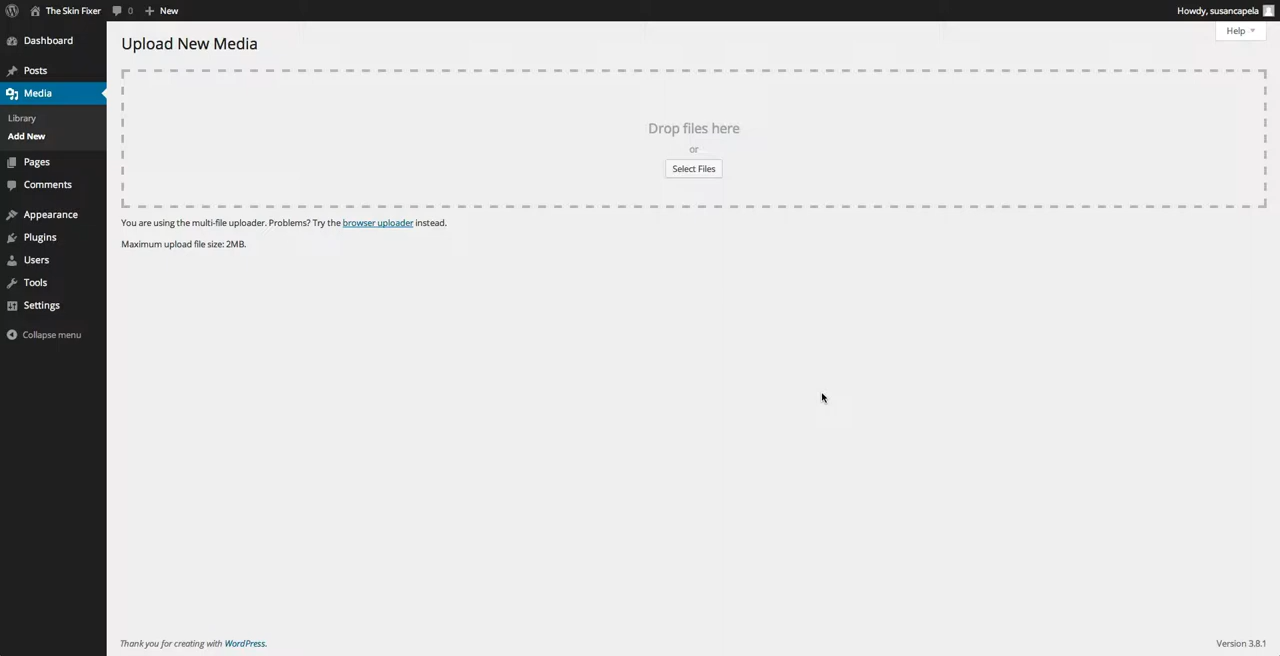 The Skin Fixer 0 New Howdy, susancapela
Help
Upload New Media
Dashboard
Posts
Media
Library
Add New
Pages
Comments
Appearance
Plugins
Users
Tools
Settings
Collapse menu
Drop files here
or
Select Files
You are using the multi-file uploader. Problems? Try the browser uploader instead.
Maximum upload file size: 2MB.
Thank you for creating with WordPress. Version 3.8.1